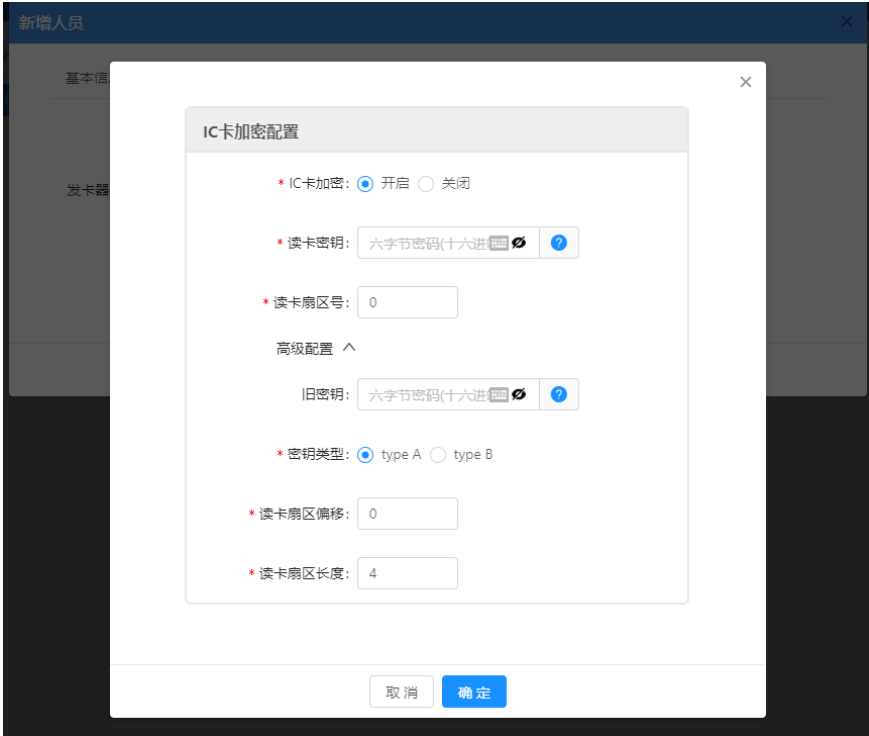 新增人员
基本信
IC卡加密配置
* IC卡加密: 开启 关闭
* 读卡密钥: 六字节密码(十六进 ?
* 读卡扇区号: 0
发卡器
高级配置
旧密钥: 六字节密码(十六进 ?
* 密钥类型: type A type B
* 读卡扇区偏移: 0
* 读卡扇区长度: 4
取消 确定